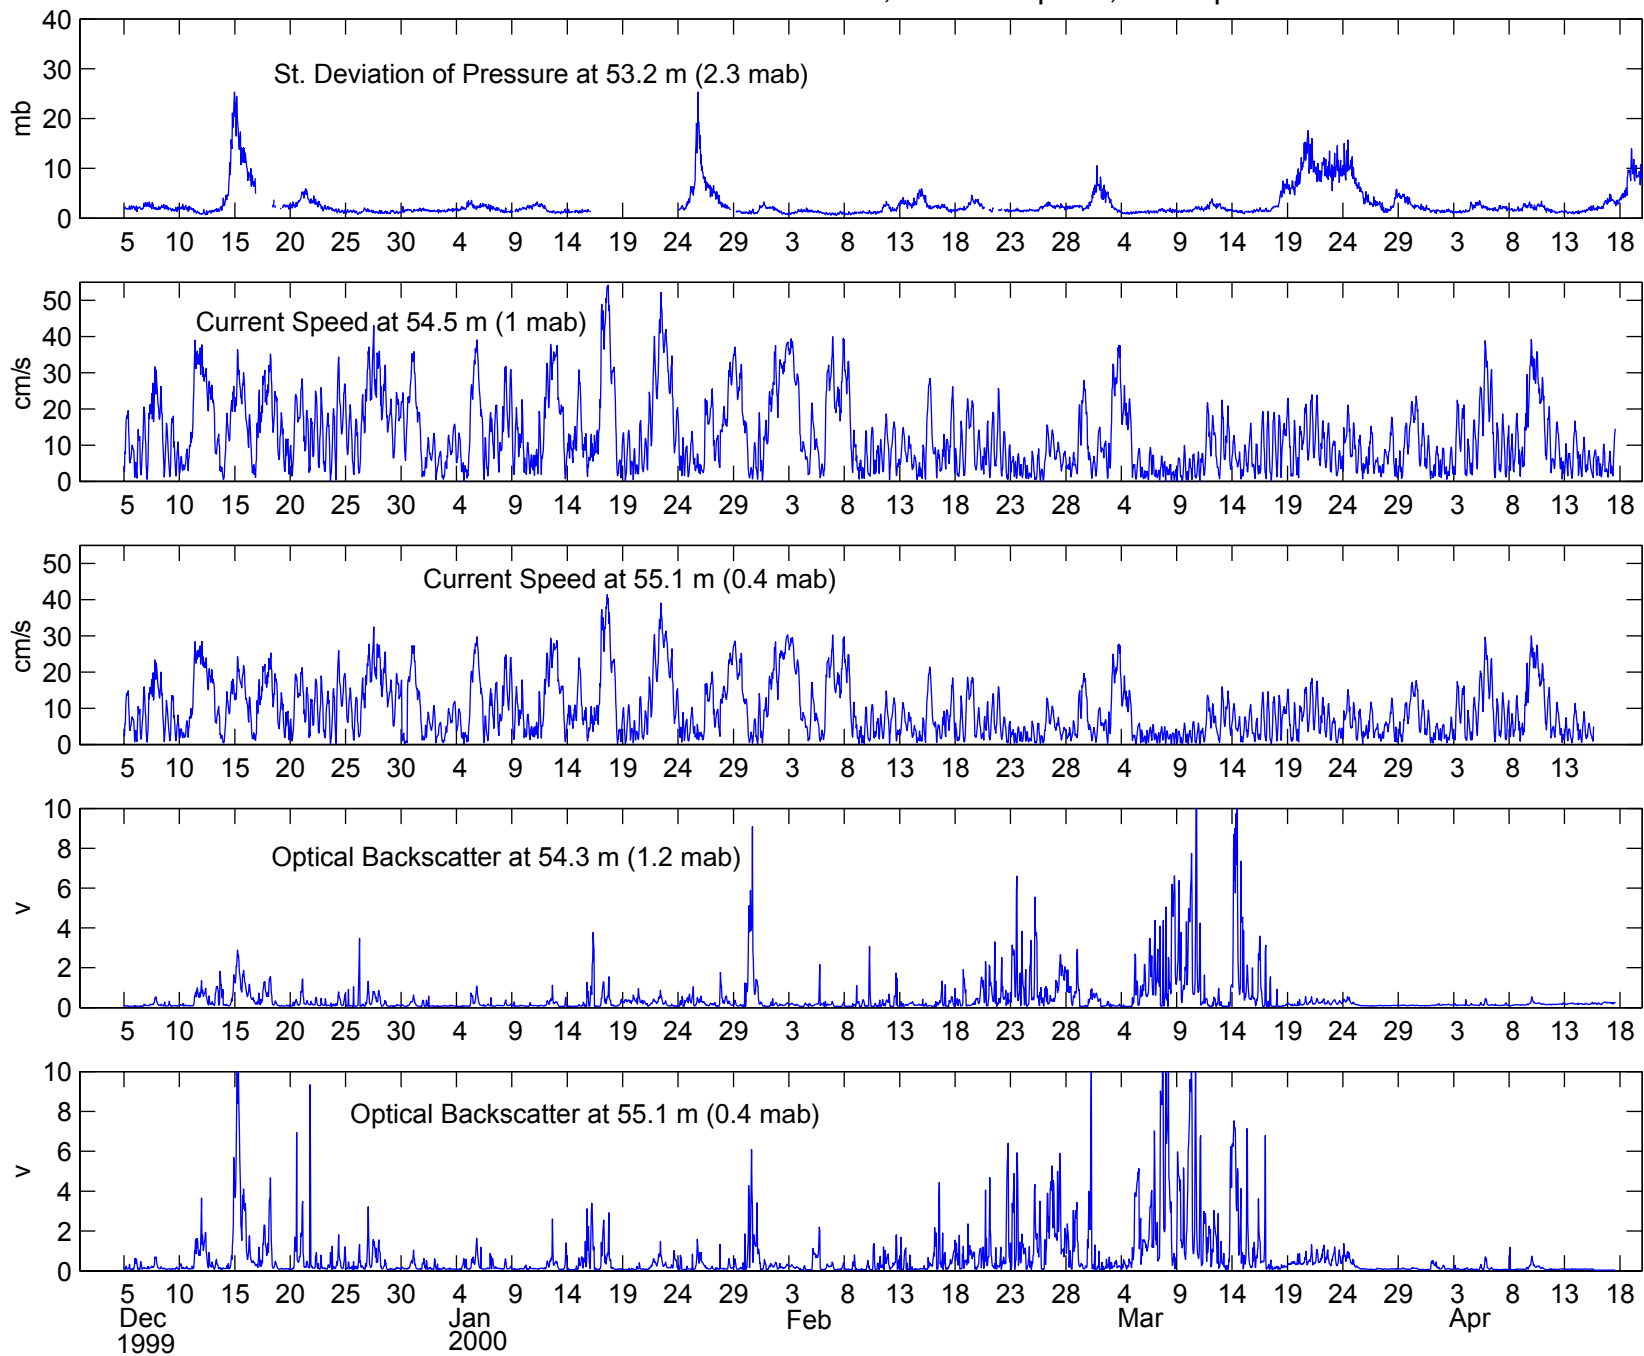 40
30
20
10
0
mb
St. Deviation of Pressure at 53.2 m (2.3 mab)
5 10 15 20 25 30 4 9 14 19 24 29 3 8 13 18 23 28 4 9 14 19 24 29 3 8 13 18
50
40
30
20
10
0
cm/s
Current Speed at 54.5 m (1 mab)
5 10 15 20 25 30 4 9 14 19 24 29 3 8 13 18 23 28 4 9 14 19 24 29 3 8 13 18
50
40
30
20
10
0
cm/s
Current Speed at 55.1 m (0.4 mab)
5 10 15 20 25 30 4 9 14 19 24 29 3 8 13 18 23 28 4 9 14 19 24 29 3 8 13
10
8
6
4
2
0
v
Optical Backscatter at 54.3 m (1.2 mab)
5 10 15 20 25 30 4 9 14 19 24 29 3 8 13 18 23 28 4 9 14 19 24 29 3 8 13 18
10
8
6
4
2
0
v
Optical Backscatter at 55.1 m (0.4 mab)
5 10 15 20 25 30 4 9 14 19 24 29 3 8 13 18 23 28 4 9 14 19 24 29 3 8 13 18
Dec Jan Feb Mar Apr
1999 2000